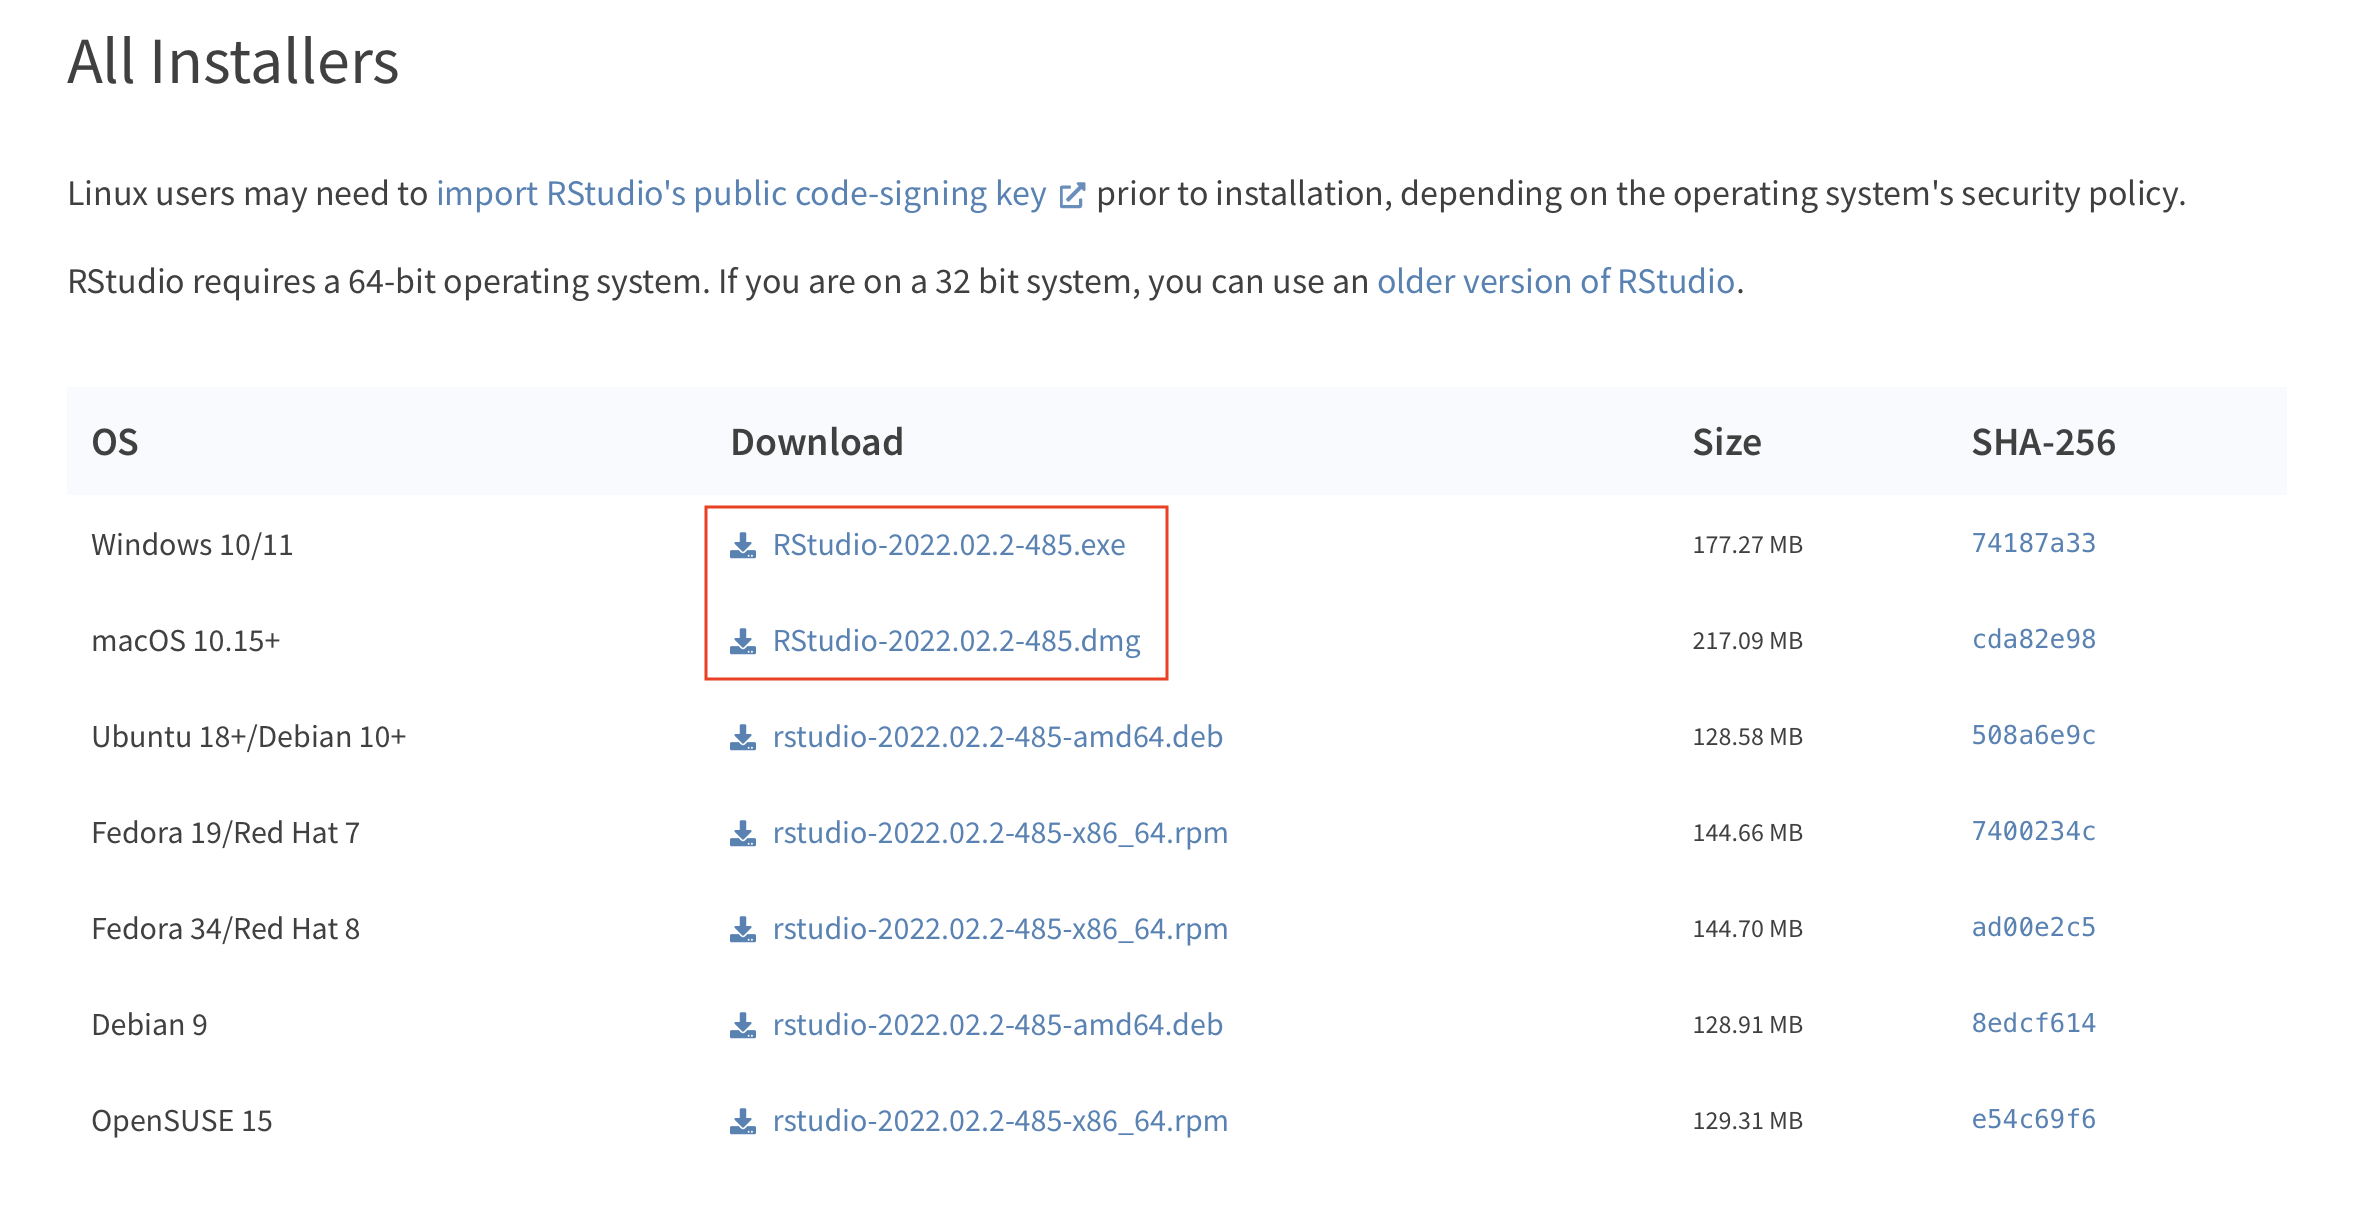 All Installers
Linux users may need to import RStudio's public code-signing key prior to installation, depending on the operating system's security policy.
RStudio requires a 64-bit operating system. If you are on a 32 bit system, you can use an older version of RStudio.
OS Download Size SHA-256
Windows 10/11 RStudio-2022.02.2-485.exe 177.27 MB 74187a33
macOS 10.15+ RStudio-2022.02.2-485.dmg 217.09 MB cda82e98
Ubuntu 18+/Debian 10+ rstudio-2022.02.2-485-amd64.deb 128.58 MB 508a6e9c
Fedora 19/Red Hat 7 rstudio-2022.02.2-485-x86_64.rpm 144.66 MB 7400234c
Fedora 34/Red Hat 8 rstudio-2022.02.2-485-x86_64.rpm 144.70 MB ad00e2c5
Debian 9 rstudio-2022.02.2-485-amd64.deb 128.91 MB 8edcf614
OpenSUSE 15 rstudio-2022.02.2-485-x86_64.rpm 129.31 MB e54c69f6